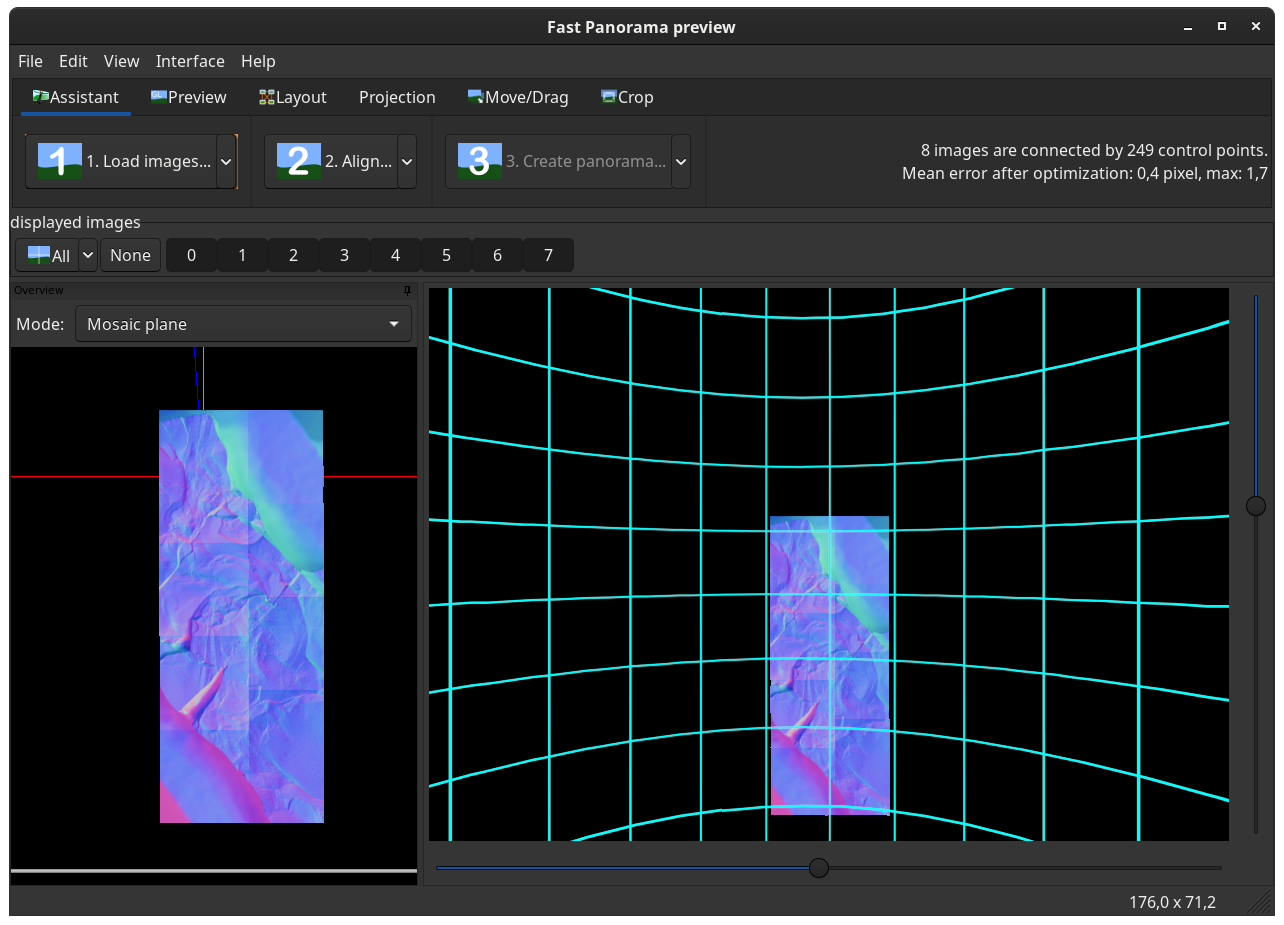 Fast Panorama preview
File Edit View Interface Help
Assistant GL Preview Layout Projection Move/Drag Crop
1 1. Load images... 2 2. Align... 3 3. Create panorama...
8 images are connected by 249 control points.
Mean error after optimization: 0,4 pixel, max: 1,7
displayed images
All None 0 1 2 3 4 5 6 7
Overview
Mode: Mosaic plane
176,0 x 71,2